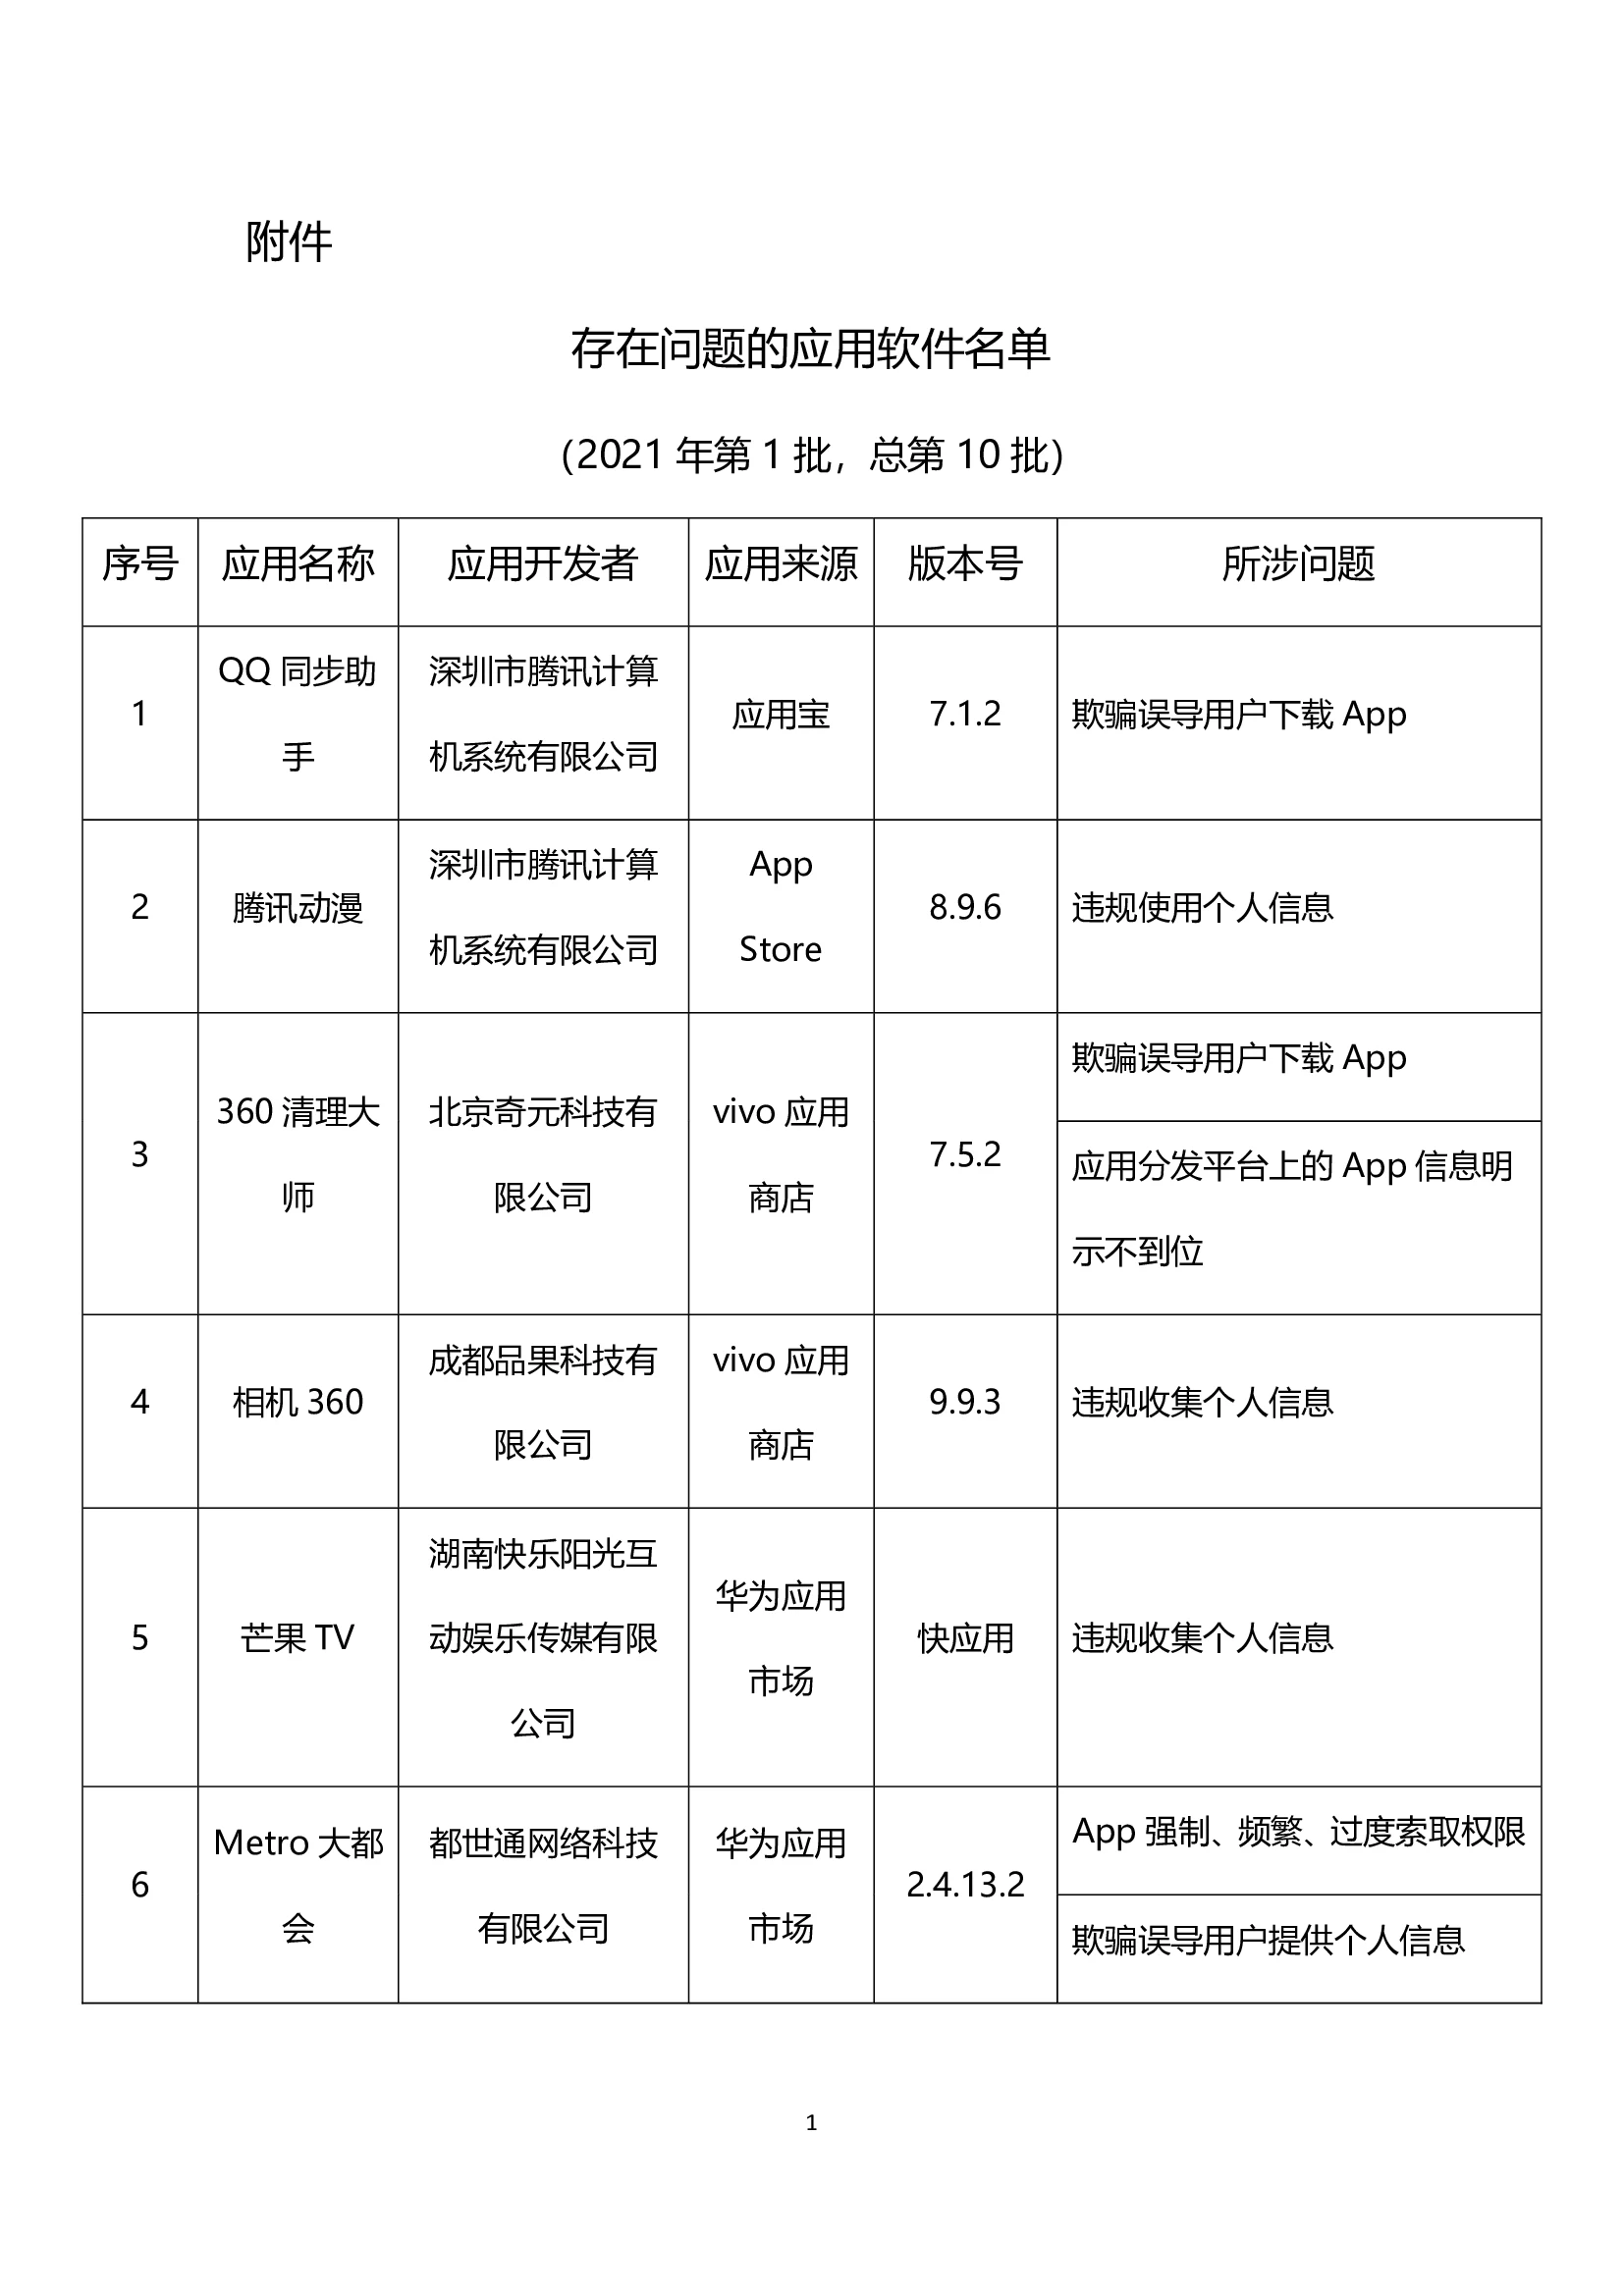 附件
存在问题的应用软件名单
（2021 年第 1 批，总第 10 批）
序号 应用名称 应用开发者 应用来源 版本号 所涉问题
1
QQ 同步助
手
深圳市腾讯计算
机系统有限公司
应用宝
7.1.2
欺骗误导用户下载 App
2
腾讯动漫
深圳市腾讯计算
机系统有限公司
App
Store
8.9.6
违规使用个人信息
3
360 清理大
师
北京奇元科技有
限公司
vivo 应用
商店
7.5.2
欺骗误导用户下载 App
应用分发平台上的 App 信息明
示不到位
4
相机 360
成都品果科技有
限公司
vivo 应用
商店
9.9.3
违规收集个人信息
5
芒果 TV
湖南快乐阳光互
动娱乐传媒有限
公司
华为应用
市场
快应用
违规收集个人信息
6
Metro 大都
会
都世通网络科技
有限公司
华为应用
市场
2.4.13.2
App 强制、频繁、过度索取权限
欺骗误导用户提供个人信息
1